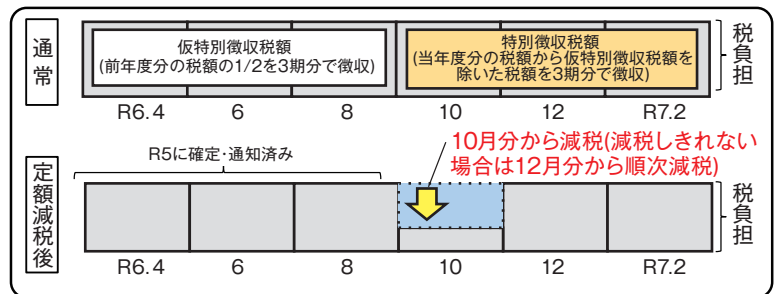 通常
仮特別徴収税額
(前年度分の税額の1/2を3期分で徴収)
特別徴収税額
(当年度分の税額から仮特別徴収税額を
除いた税額を3期分で徴収)
税負担
R6.4
6
8
10
12
R7.2
定額減税後
R5に確定・通知済み
10月分から減税(減税しきれない
場合は12月分から順次減税)
税負担
R6.4
6
8
10
12
R7.2